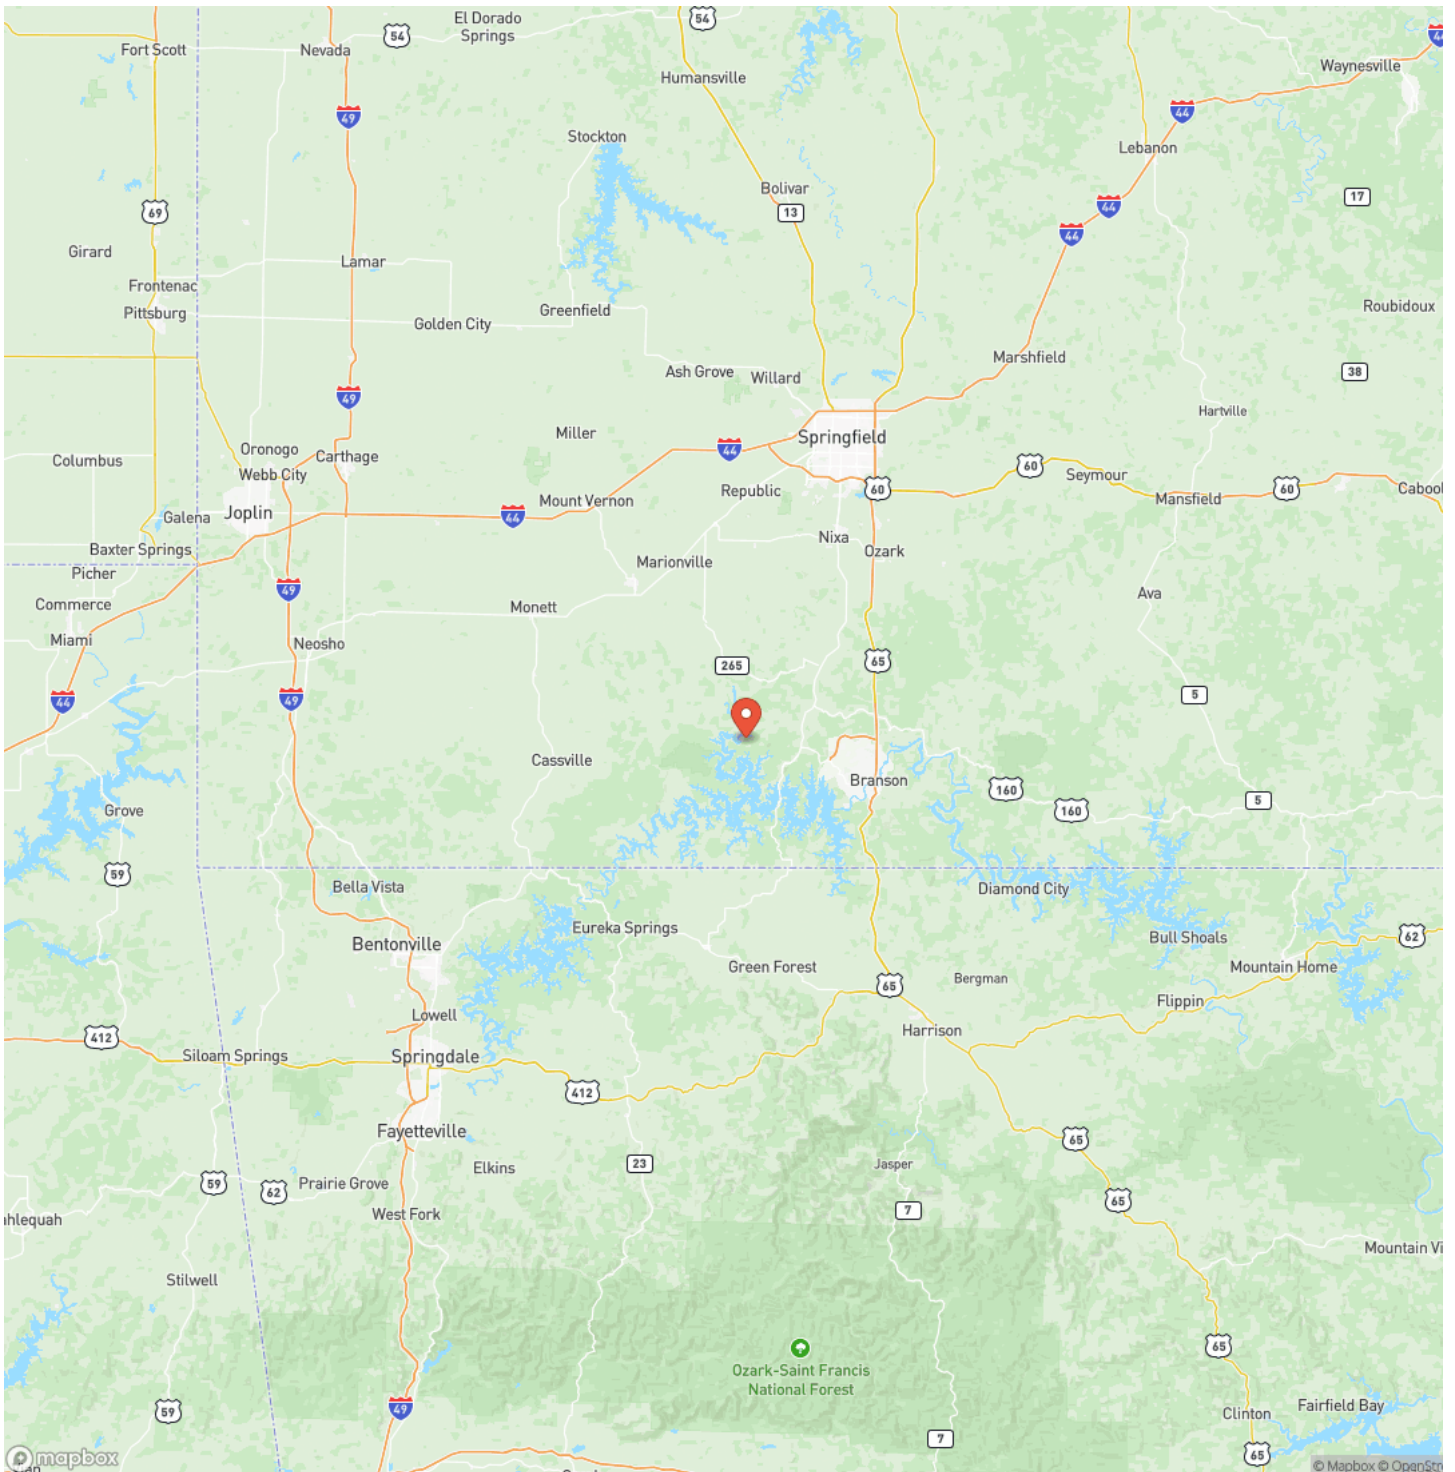 54
El Dorado
Springs
54
44
Fort Scott
Nevada
Waynesville
Humansville
49
44
Stockton
Lebanon
Bolivar
17
69
13
44
44
Girard
Lamar
Frontenac
Pittsburg
Golden City
Greenfield
Roubidoux
Marshfield
Ash Grove
Willard
38
49
Hartville
Miller
Springfield
Oronogo
44
Carthage
Columbus
Webb City
60
Seymour
Republic
60
60
Mount Vernon
Mansfield
Cabool
Joplin
Galena
44
Nixa
Baxter Springs
Ozark
Marionville
Picher
49
Ava
Commerce
Monett
Miami
Neosho
265
65
44
49
5
Cassville
Branson
160
5
Grove
160
59
Bella Vista
Diamond City
Eureka Springs
Bull Shoals
62
Bentonville
Green Forest
Mountain Home
Bergman
65
Flippin
Lowell
Harrison
412
Siloam Springs
Springdale
412
Fayetteville
65
23
Jasper
Elkins
59
62
Prairie Grove
65
7
West Fork
ahlequah
Mountain Vi
Stilwell
65
Ozark-Saint Francis
National Forest
49
59
Clinton
Fairfield Bay
7
65
mapbox
© Mapbox © OpenStre